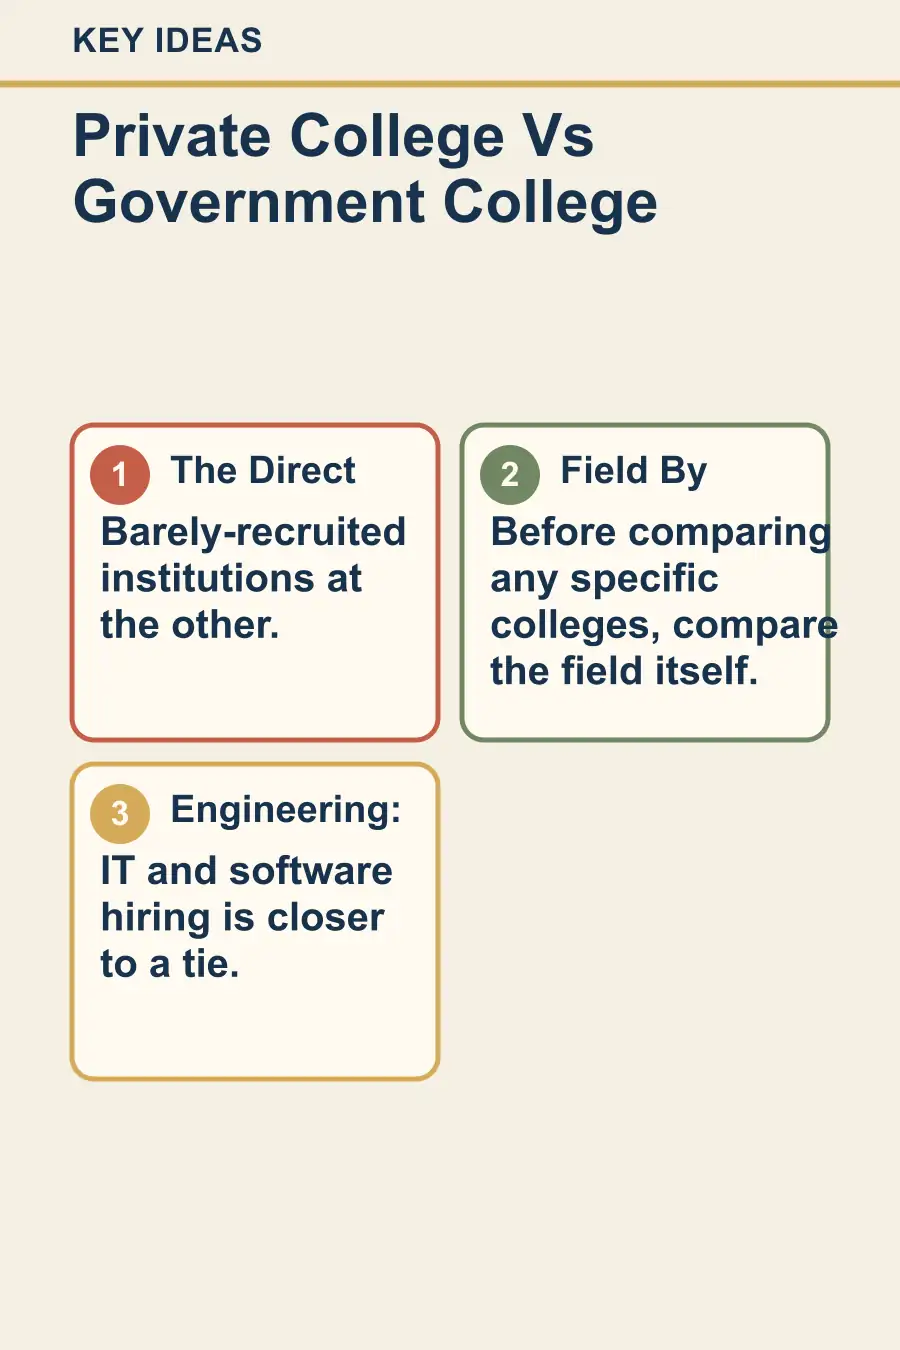 KEY IDEAS
Private College Vs
Government College
1 The Direct
Barely-recruited
institutions at
the other.
2 Field By
Before comparing
any specific
colleges, compare
the field itself.
3 Engineering:
IT and software
hiring is closer
to a tie.